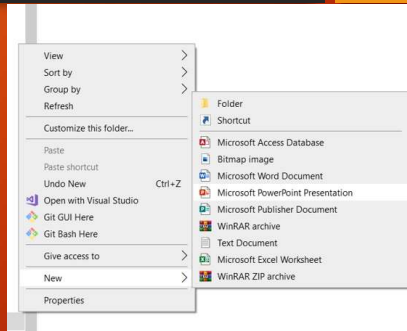 View
Sort by
Group by
Refresh
Customize this folder...
Paste
Paste shortcut
Undo New Ctrl+Z
Open with Visual Studio
Git GUI Here
Git Bash Here
Give access to
New
Properties
Folder
Shortcut
Microsoft Access Database
Bitmap image
Microsoft Word Document
Microsoft PowerPoint Presentation
Microsoft Publisher Document
WinRAR archive
Text Document
Microsoft Excel Worksheet
WinRAR ZIP archive